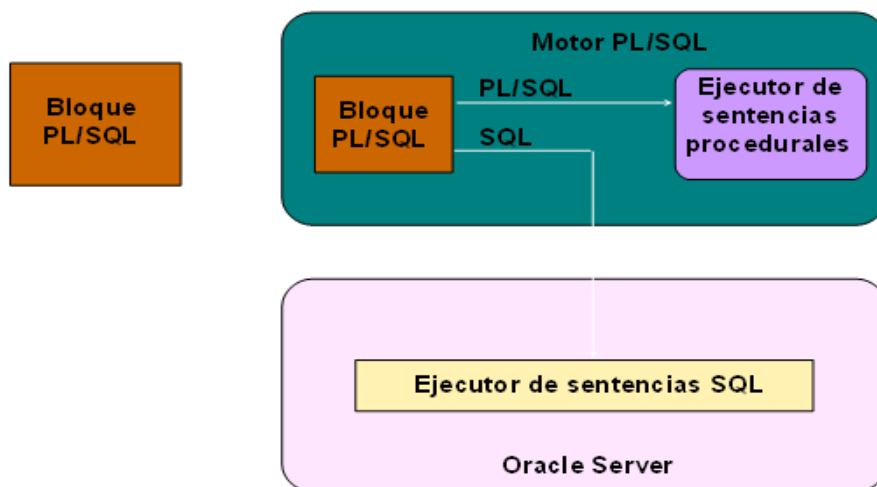 Bloque
PL/SQL
Motor PL/SQL
Bloque
PL/SQL
PL/SQL
SQL
Ejecutor de
sentencias
procedurales
Ejecutor de sentencias SQL
Oracle Server